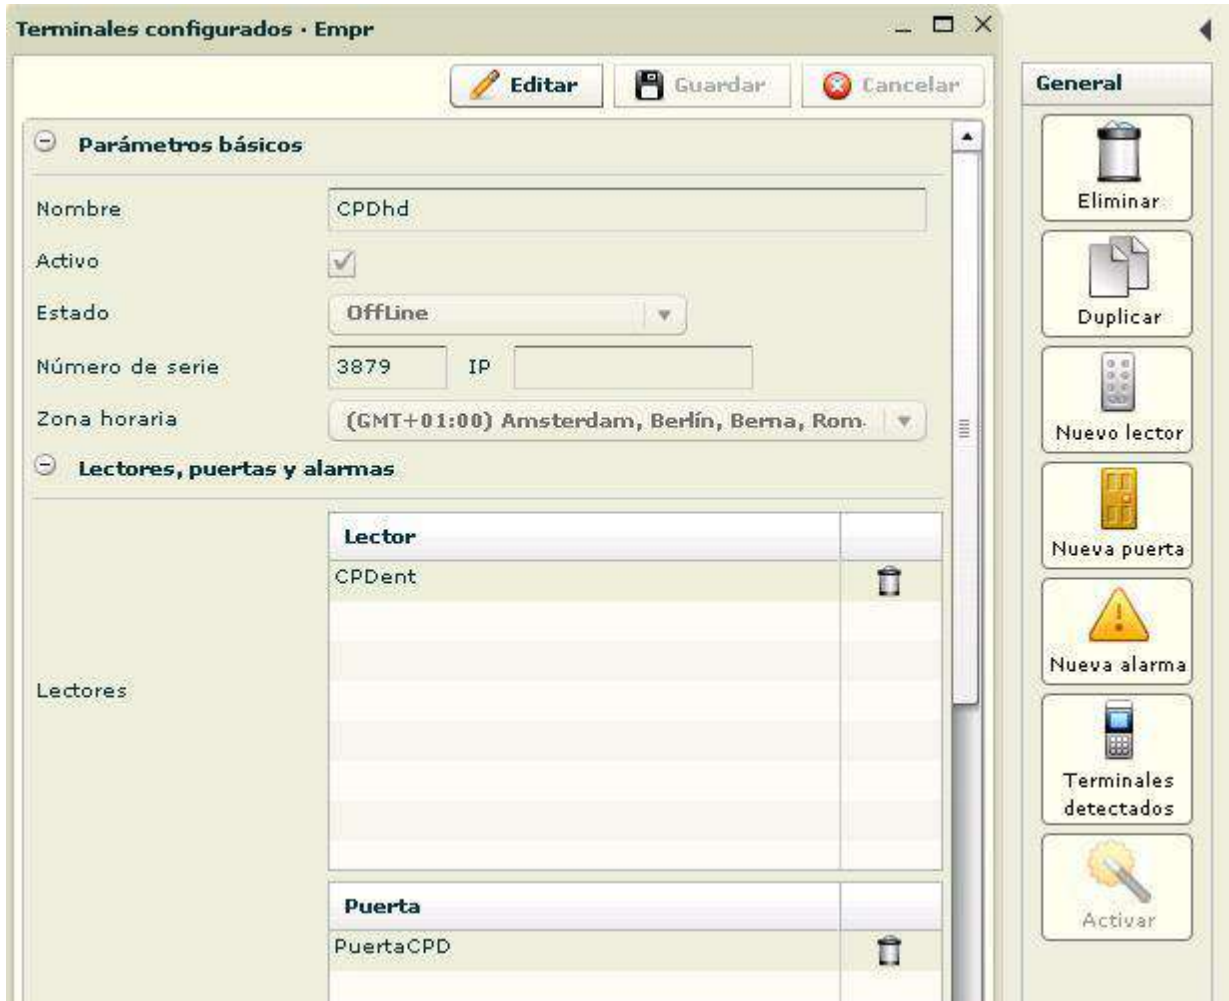 Terminales configurados · Empr
Editar Guardar Cancelar
Parámetros básicos
Nombre CPDhd
Activo
Estado OffLine
Número de serie 3879 IP
Zona horaria (GMT+01:00) Amsterdam, Berlín, Berna, Rom
Lectores, puertas y alarmas
Lector
CPDent
Lectores
Puerta
PuertaCPD
General
Eliminar
Duplicar
Nuevo lector
Nueva puerta
Nueva alarma
Terminales
detectados
Activar